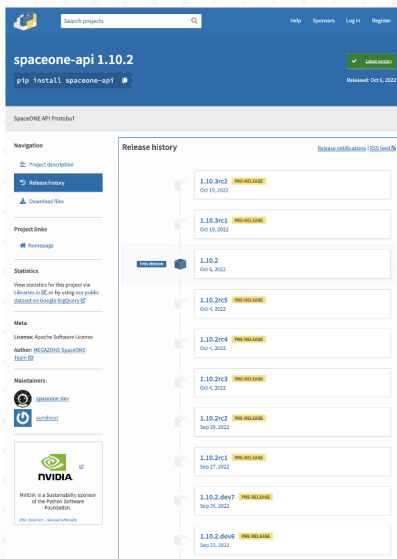 Search projects
Help
Sponsors
Log in
Register
spaceone-api 1.10.2
pip install spaceone-api
Latest version
Released: Oct 6, 2022
SpaceONE API Protobuf
Navigation
Project description
Release history
Download files
Project links
Homepage
Statistics
View statistics for this project via
Libraries.io, or by using our public
dataset on Google BigQuery
Meta
License: Apache Software License
Author: MEGAZONE SpaceONE
Team
Maintainers
spaceone-dev
NVIDIA
NVIDIA is a Sustainability sponsor
of the Python Software
Foundation.
PSF Sponsor · Served ethically
Release history
Release notifications | RSS feed
1.10.3rc2 PRE-RELEASE
Oct 19, 2022
1.10.3rc1 PRE-RELEASE
Oct 19, 2022
THIS VERSION
1.10.2
Oct 6, 2022
1.10.2rc5 PRE-RELEASE
Oct 4, 2022
1.10.2rc4 PRE-RELEASE
Oct 4, 2022
1.10.2rc3 PRE-RELEASE
Oct 4, 2022
1.10.2rc2 PRE-RELEASE
Sep 29, 2022
1.10.2rc1 PRE-RELEASE
Sep 27, 2022
1.10.2.dev7 PRE-RELEASE
Sep 26, 2022
1.10.2.dev6 PRE-RELEASE
Sep 23, 2022